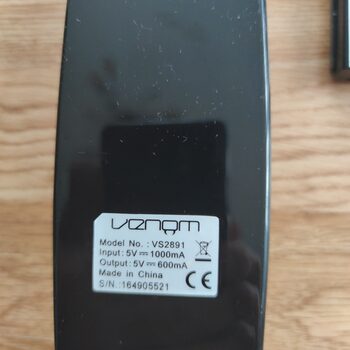 venom
Model No. : VS2891
Input: 5V ⎓ 1000mA
Output: 5V ⎓ 600mA
Made in China
S/N.:164905521
CE